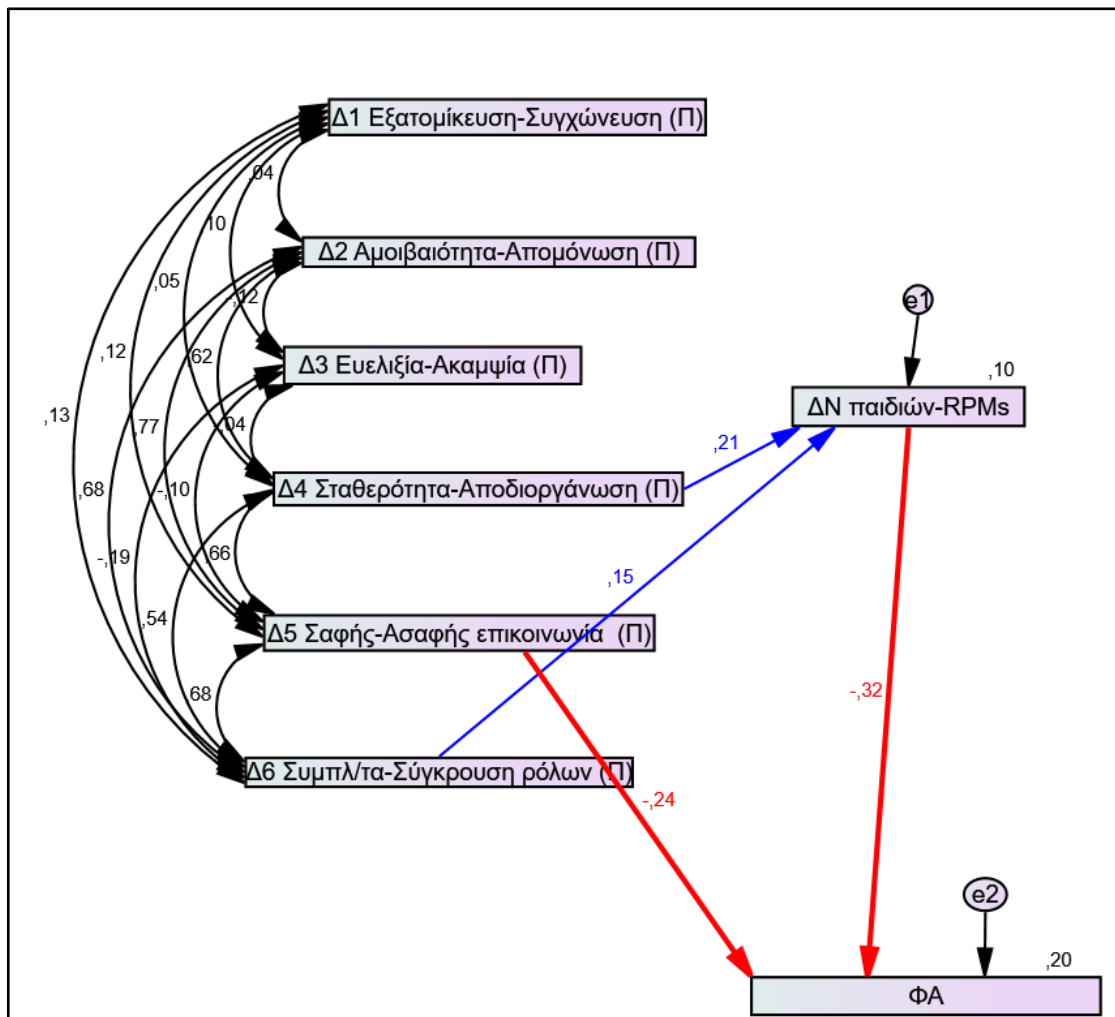 Δ1 Εξατομίκευση-Συγχώνευση (Π)
,04
10
Δ2 Αμοιβαιότητα-Απομόνωση (Π)
,05
-,12
e1
,12
62
Δ3 Ευελιξία-Ακαμψία (Π)
,10
ΔΝ παιδιών-RPMs
,13
,77
-,04
,21
,68
-,10
Δ4 Σταθερότητα-Αποδιοργάνωση (Π)
-,19
,66
,15
,54
Δ5 Σαφής-Ασαφής επικοινωνία (Π)
68
-,32
Δ6 Συμπλ/τα-Σύγκρουση ρόλων (Π)
-,24
e2
,20
ΦΑ